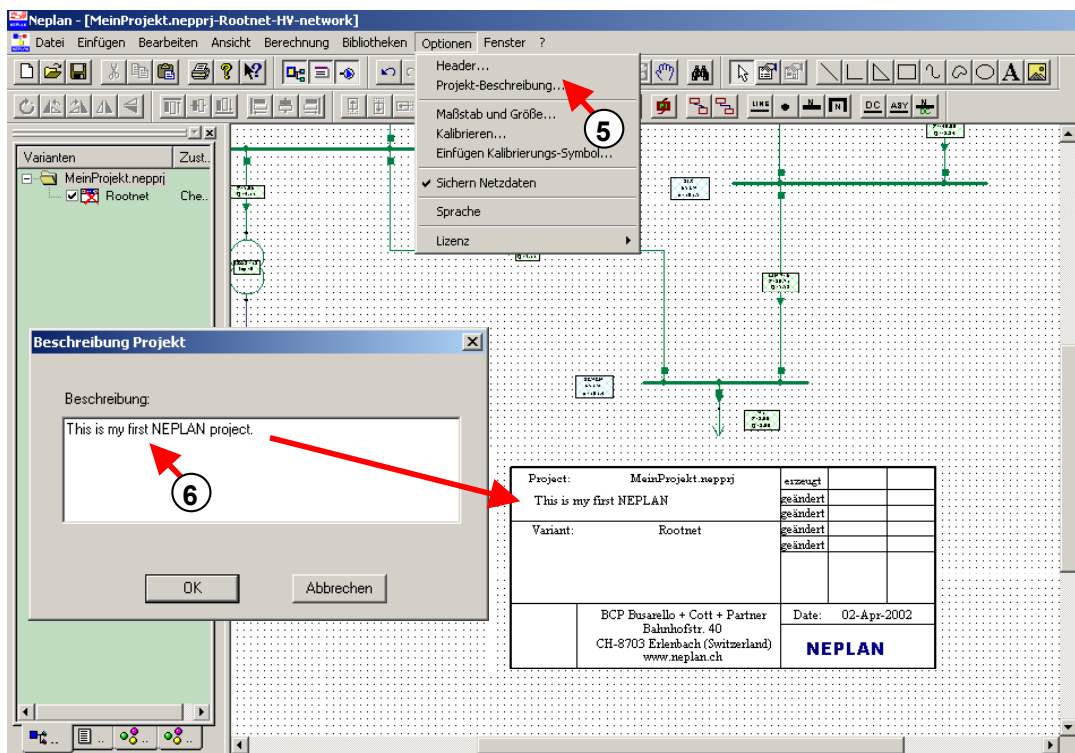 Neplan - [MeinProjekt.nepprj-Rootnet-HV-network]
Datei Einfügen Bearbeiten Ansicht Berechnung Bibliotheken Optionen Fenster ?
Header...
Projekt-Beschreibung...
Maßstab und Größe...
Kalibrieren...
Einfügen Kalibrierungs-Symbol...
Sichern Netzdaten
Sprache
Lizenz
5
A
LINE
N
DC
ASY
Varianten Zust..
MeinProjekt.nepprj
Rootnet Che..
Beschreibung Projekt
Beschreibung:
This is my first NEPLAN project.
6
OK Abbrechen
Project: MeinProjekt.nepprj
This is my first NEPLAN
Variant: Rootnet
erzeugt
geändert
geändert
geändert
geändert
BCP Busarello + Cott + Partner
Bahnhofstr. 40
CH-8703 Erlenbach (Switzerland)
www.neplan.ch
Date: 02-Apr-2002
NEPLAN